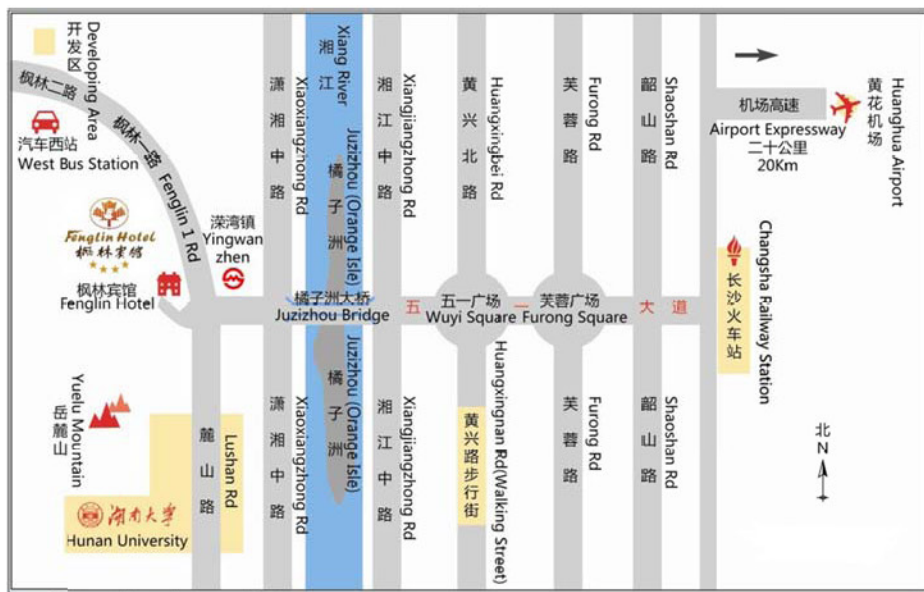 开发区
Developing Area
枫林二路
枫林一路 Fenglin 1 Rd
汽车西站
West Bus Station
Fenglin Hotel
枫林宾馆
枫林宾馆
Fenglin Hotel
溁湾镇
Yingwan
zhen
潇湘中路
Xiaoxiangzhong Rd
湘江
Xiang River
橘子洲
Juzizhou (Orange Isle)
湘江中路
Xiangjiangzhong Rd
黄兴北路
Huangxingbei Rd
芙蓉路
Furong Rd
韶山路
Shaoshan Rd
机场高速
Airport Expressway
二十公里
20Km
黄花机场
Huanghua Airport
橘子洲大桥
Juzizhou Bridge
五一大道
五一广场
Wuyi Square
芙蓉广场
Furong Square
长沙火车站
Changsha Railway Station
岳麓山
Yuelu Mountain
湖南大学
Hunan University
麓山路
Lushan Rd
潇湘中路
Xiaoxiangzhong Rd
橘子洲
Juzizhou (Orange Isle)
湘江中路
Xiangjiangzhong Rd
黄兴路步行街
Huangxingnan Rd(Walking Street)
芙蓉路
Furong Rd
韶山路
Shaoshan Rd
北
N